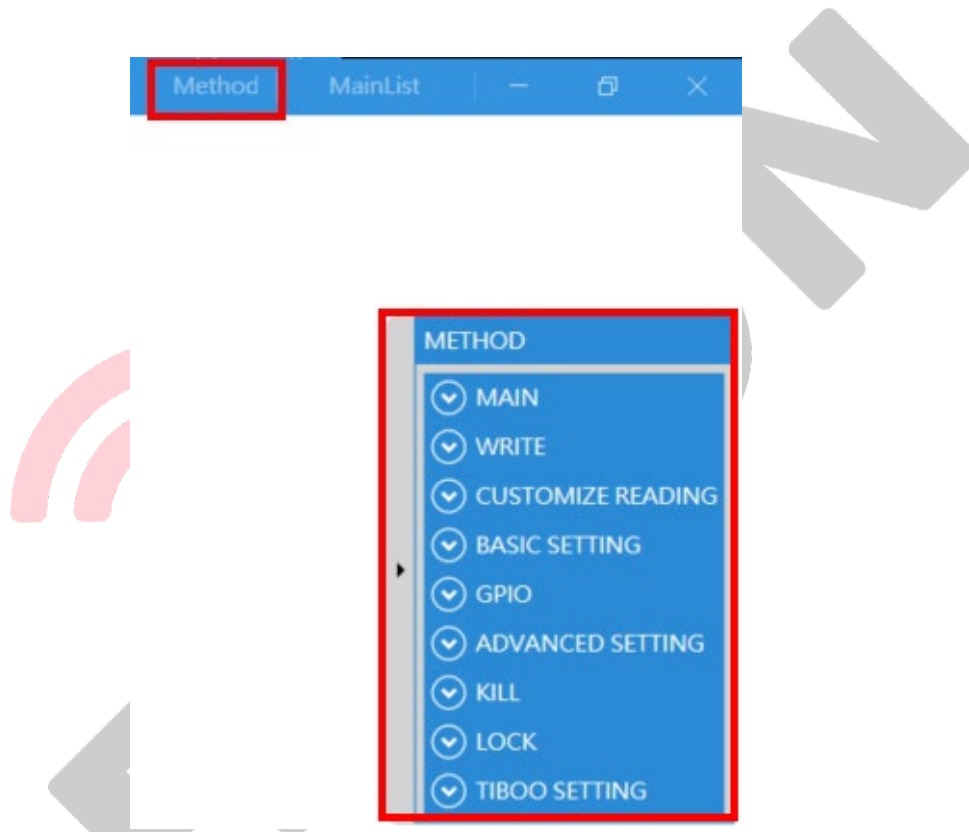 Method MainList
METHOD
MAIN
WRITE
CUSTOMIZE READING
BASIC SETTING
GPIO
ADVANCED SETTING
KILL
LOCK
TIBOO SETTING